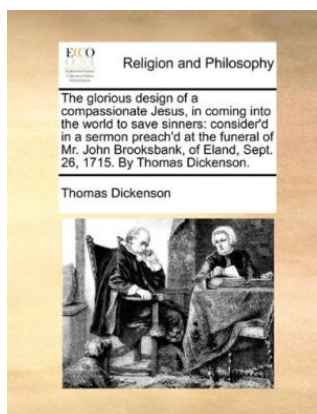 ECCO
Religion and Philosophy
The glorious design of a
compassionate Jesus, in coming into
the world to save sinners: consider'd
in a sermon preach'd at the funeral of
Mr. John Brooksbank, of Eland, Sept.
26, 1715. By Thomas Dickenson.
Thomas Dickenson